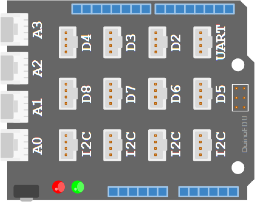 A3 D4 D3 D2 UART
A2
A1 D8 D7 D6 D5
A0 I2C I2C I2C I2C